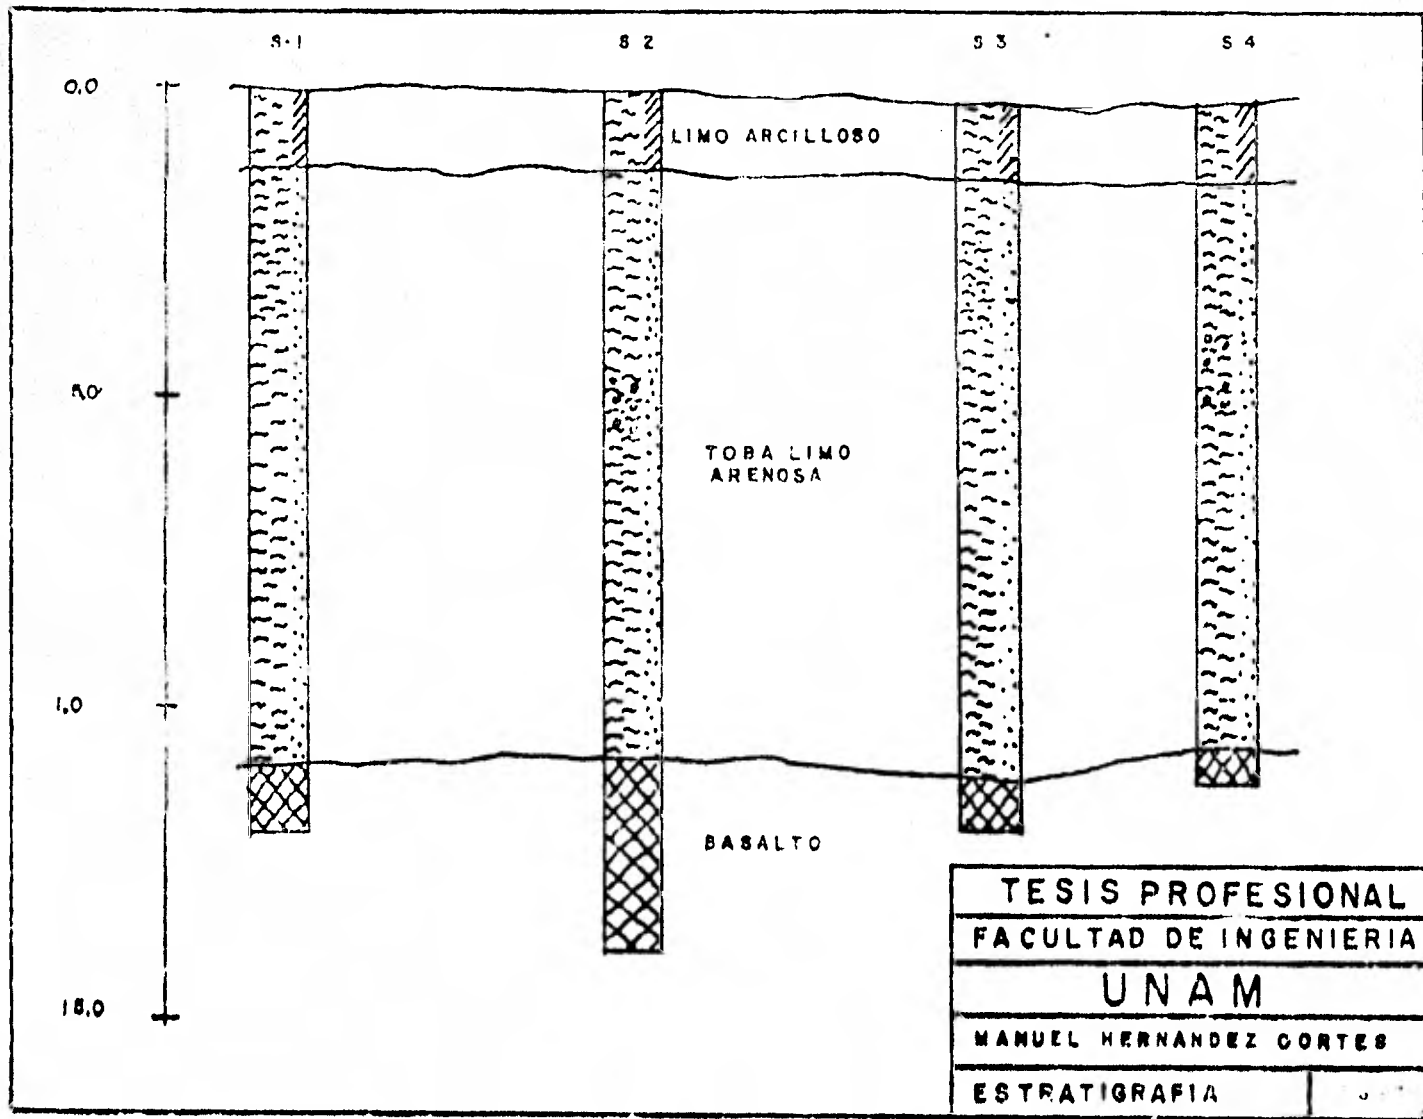 S-1
S 2
S 3
S 4
0.0
5.0
1.0
15.0
LIMO ARCILLOSO
TOBA LIMO
ARENOSA
BASALTO
TESIS PROFESIONAL
FACULTAD DE INGENIERIA
UNAM
MANUEL HERNANDEZ CORTES
ESTRATIGRAFIA